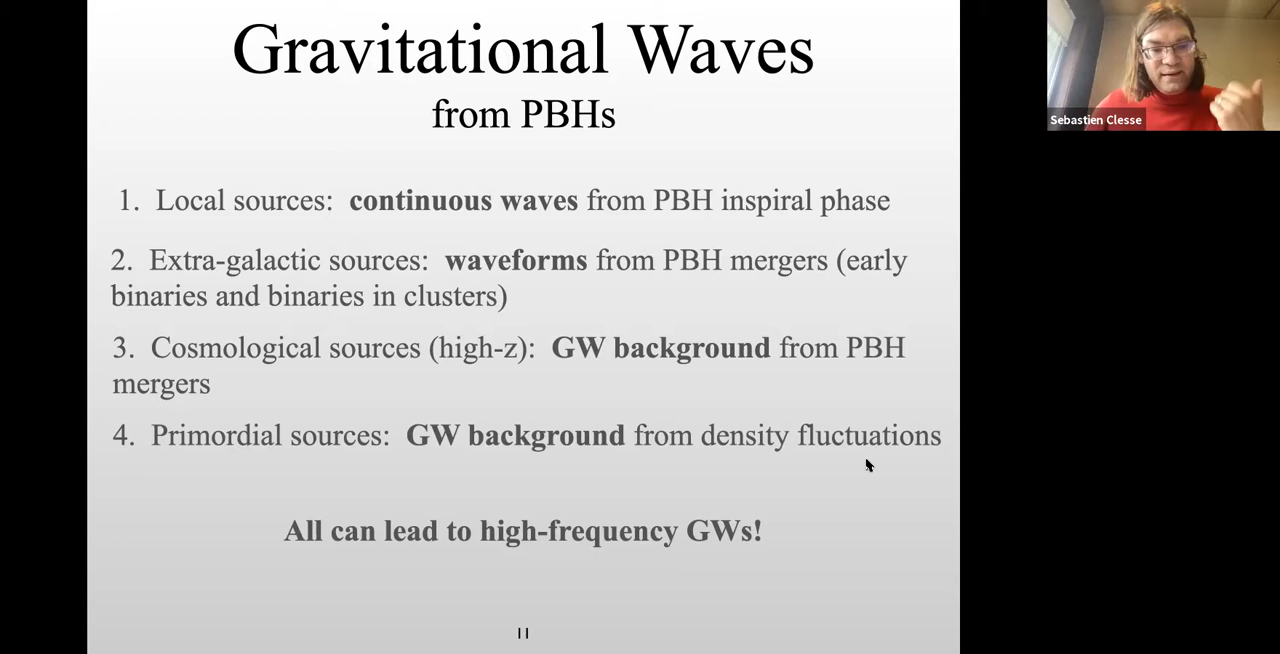 Gravitational Waves
from PBHs
Sebastien Clesse
1. Local sources: continuous waves from PBH inspiral phase
2. Extra-galactic sources: waveforms from PBH mergers (early
binaries and binaries in clusters)
3. Cosmological sources (high-z): GW background from PBH
mergers
4. Primordial sources: GW background from density fluctuations
All can lead to high-frequency GWs!
11